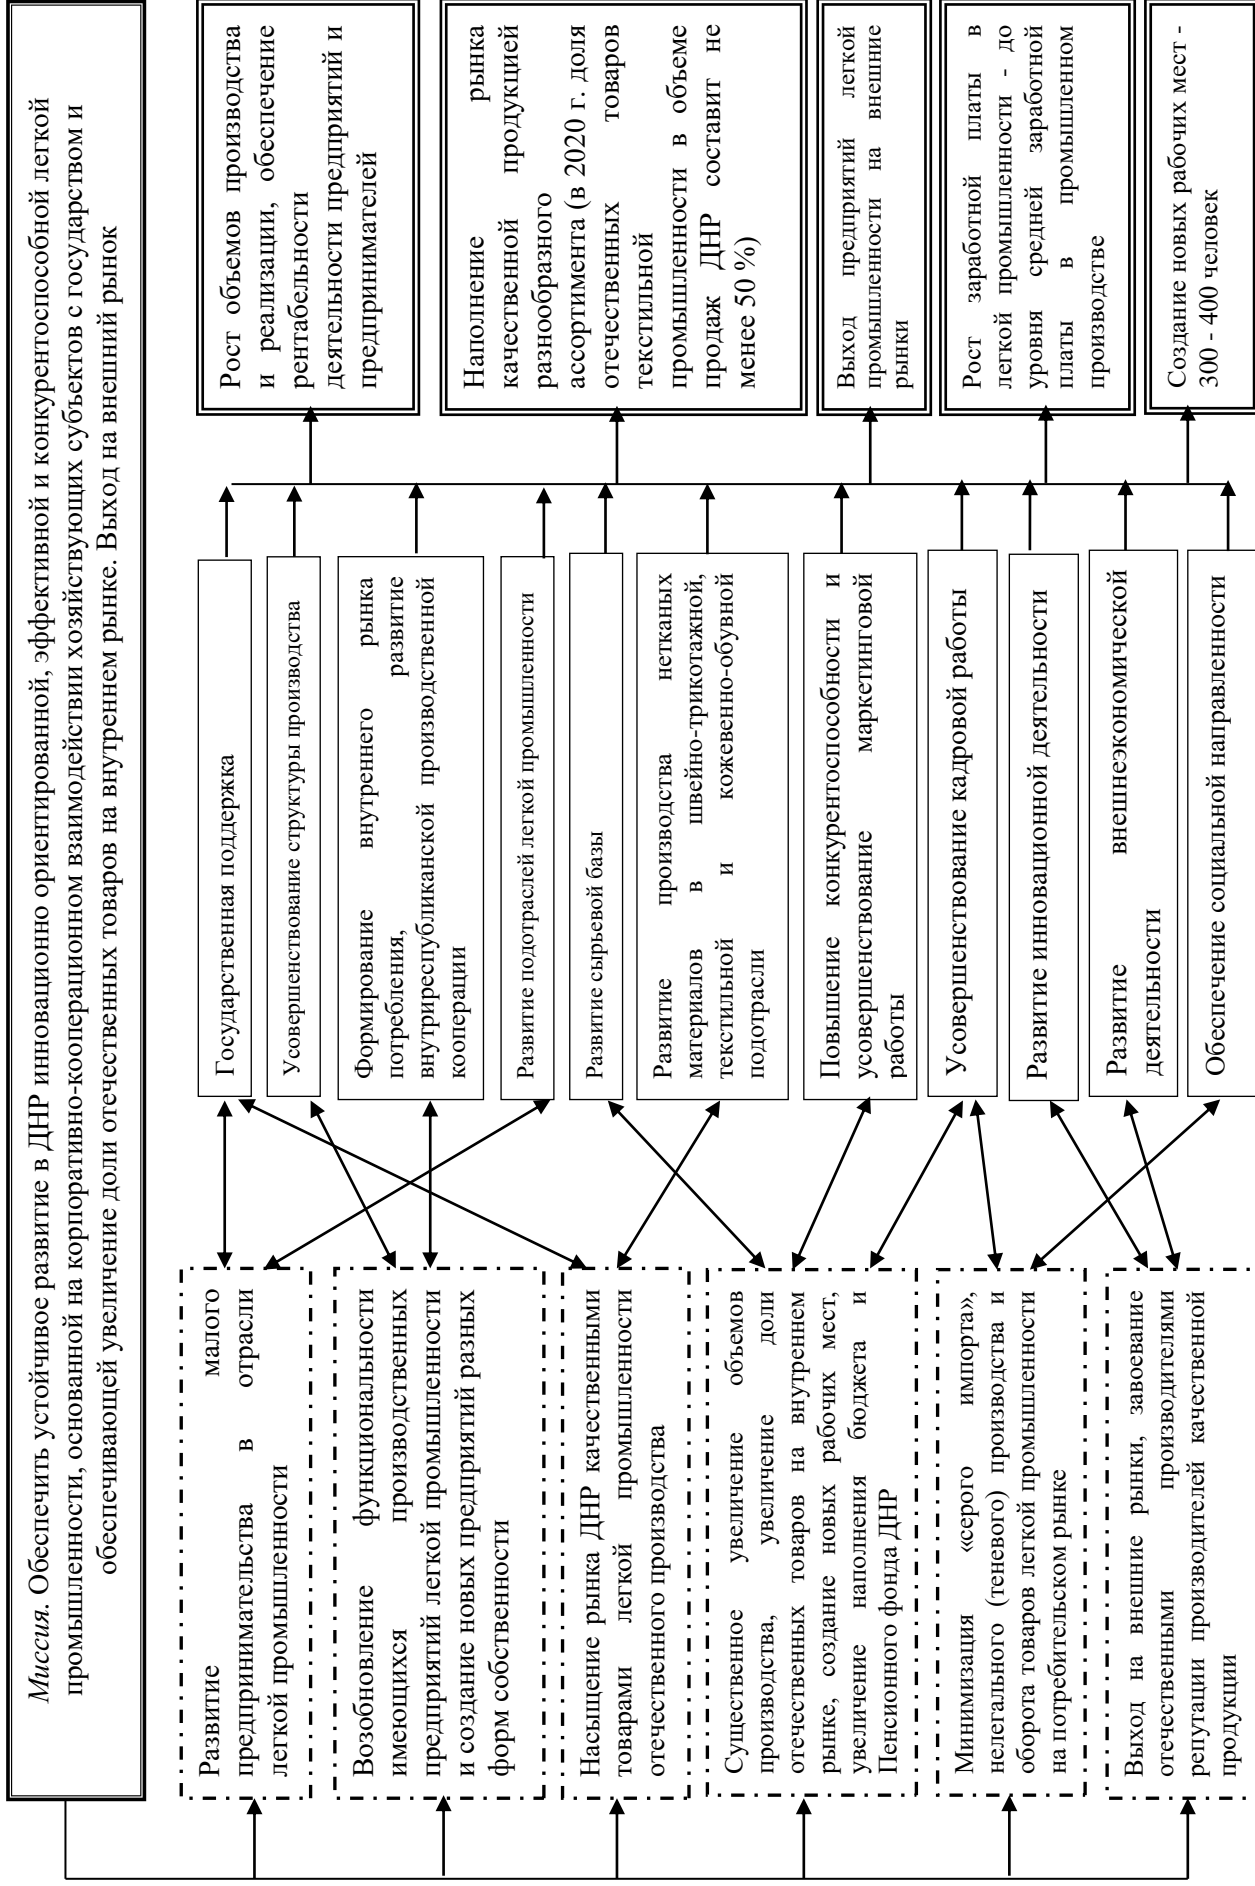 Миссия. Обеспечить устойчивое развитие в ДНР инновационно ориентированной, эффективной и конкурентоспособной легкой
промышленности, основанной на корпоративно-кооперационном взаимодействии хозяйствующих субъектов с государством и
обеспечивающей увеличение доли отечественных товаров на внутреннем рынке. Выход на внешний рынок
Развитие малого
предпринимательства в отрасли
легкой промышленности
Возобновление функциональности
имеющихся производственных
предприятий легкой промышленности
и создание новых предприятий разных
форм собственности
Насыщение рынка ДНР качественными
товарами легкой промышленности
отечественного производства
Существенное увеличение объемов
производства, увеличение доли
отечественных товаров на внутреннем
рынке, создание новых рабочих мест,
увеличение наполнения бюджета и
Пенсионного фонда ДНР
Минимизация «серого импорта»,
нелегального (теневого) производства и
оборота товаров легкой промышленности
на потребительском рынке
Выход на внешние рынки, завоевание
отечественными производителями
репутации производителей качественной
продукции
Государственная поддержка
Усовершенствование структуры производства
Формирование внутреннего рынка
потребления, развитие
внутриреспубликанской производственной
кооперации
Развитие подотраслей легкой промышленности
Развитие сырьевой базы
Развитие производства нетканых
материалов в швейно-трикотажной,
текстильной и кожевенно-обувной
подотрасли
Повышение конкурентоспособности и
усовершенствование маркетинговой
работы
Усовершенствование кадровой работы
Развитие инновационной деятельности
Развитие внешнеэкономической
деятельности
Обеспечение социальной направленности
Рост объемов производства
и реализации, обеспечение
рентабельности
деятельности предприятий и
предпринимателей
Наполнение рынка
качественной продукцией
разнообразного
ассортимента (в 2020 г. доля
отечественных товаров
текстильной
промышленности в объеме
продаж ДНР составит не
менее 50 %)
Выход предприятий легкой
промышленности на внешние
рынки
Рост заработной платы в
легкой промышленности - до
уровня средней заработной
платы в промышленном
производстве
Создание новых рабочих мест -
300 - 400 человек